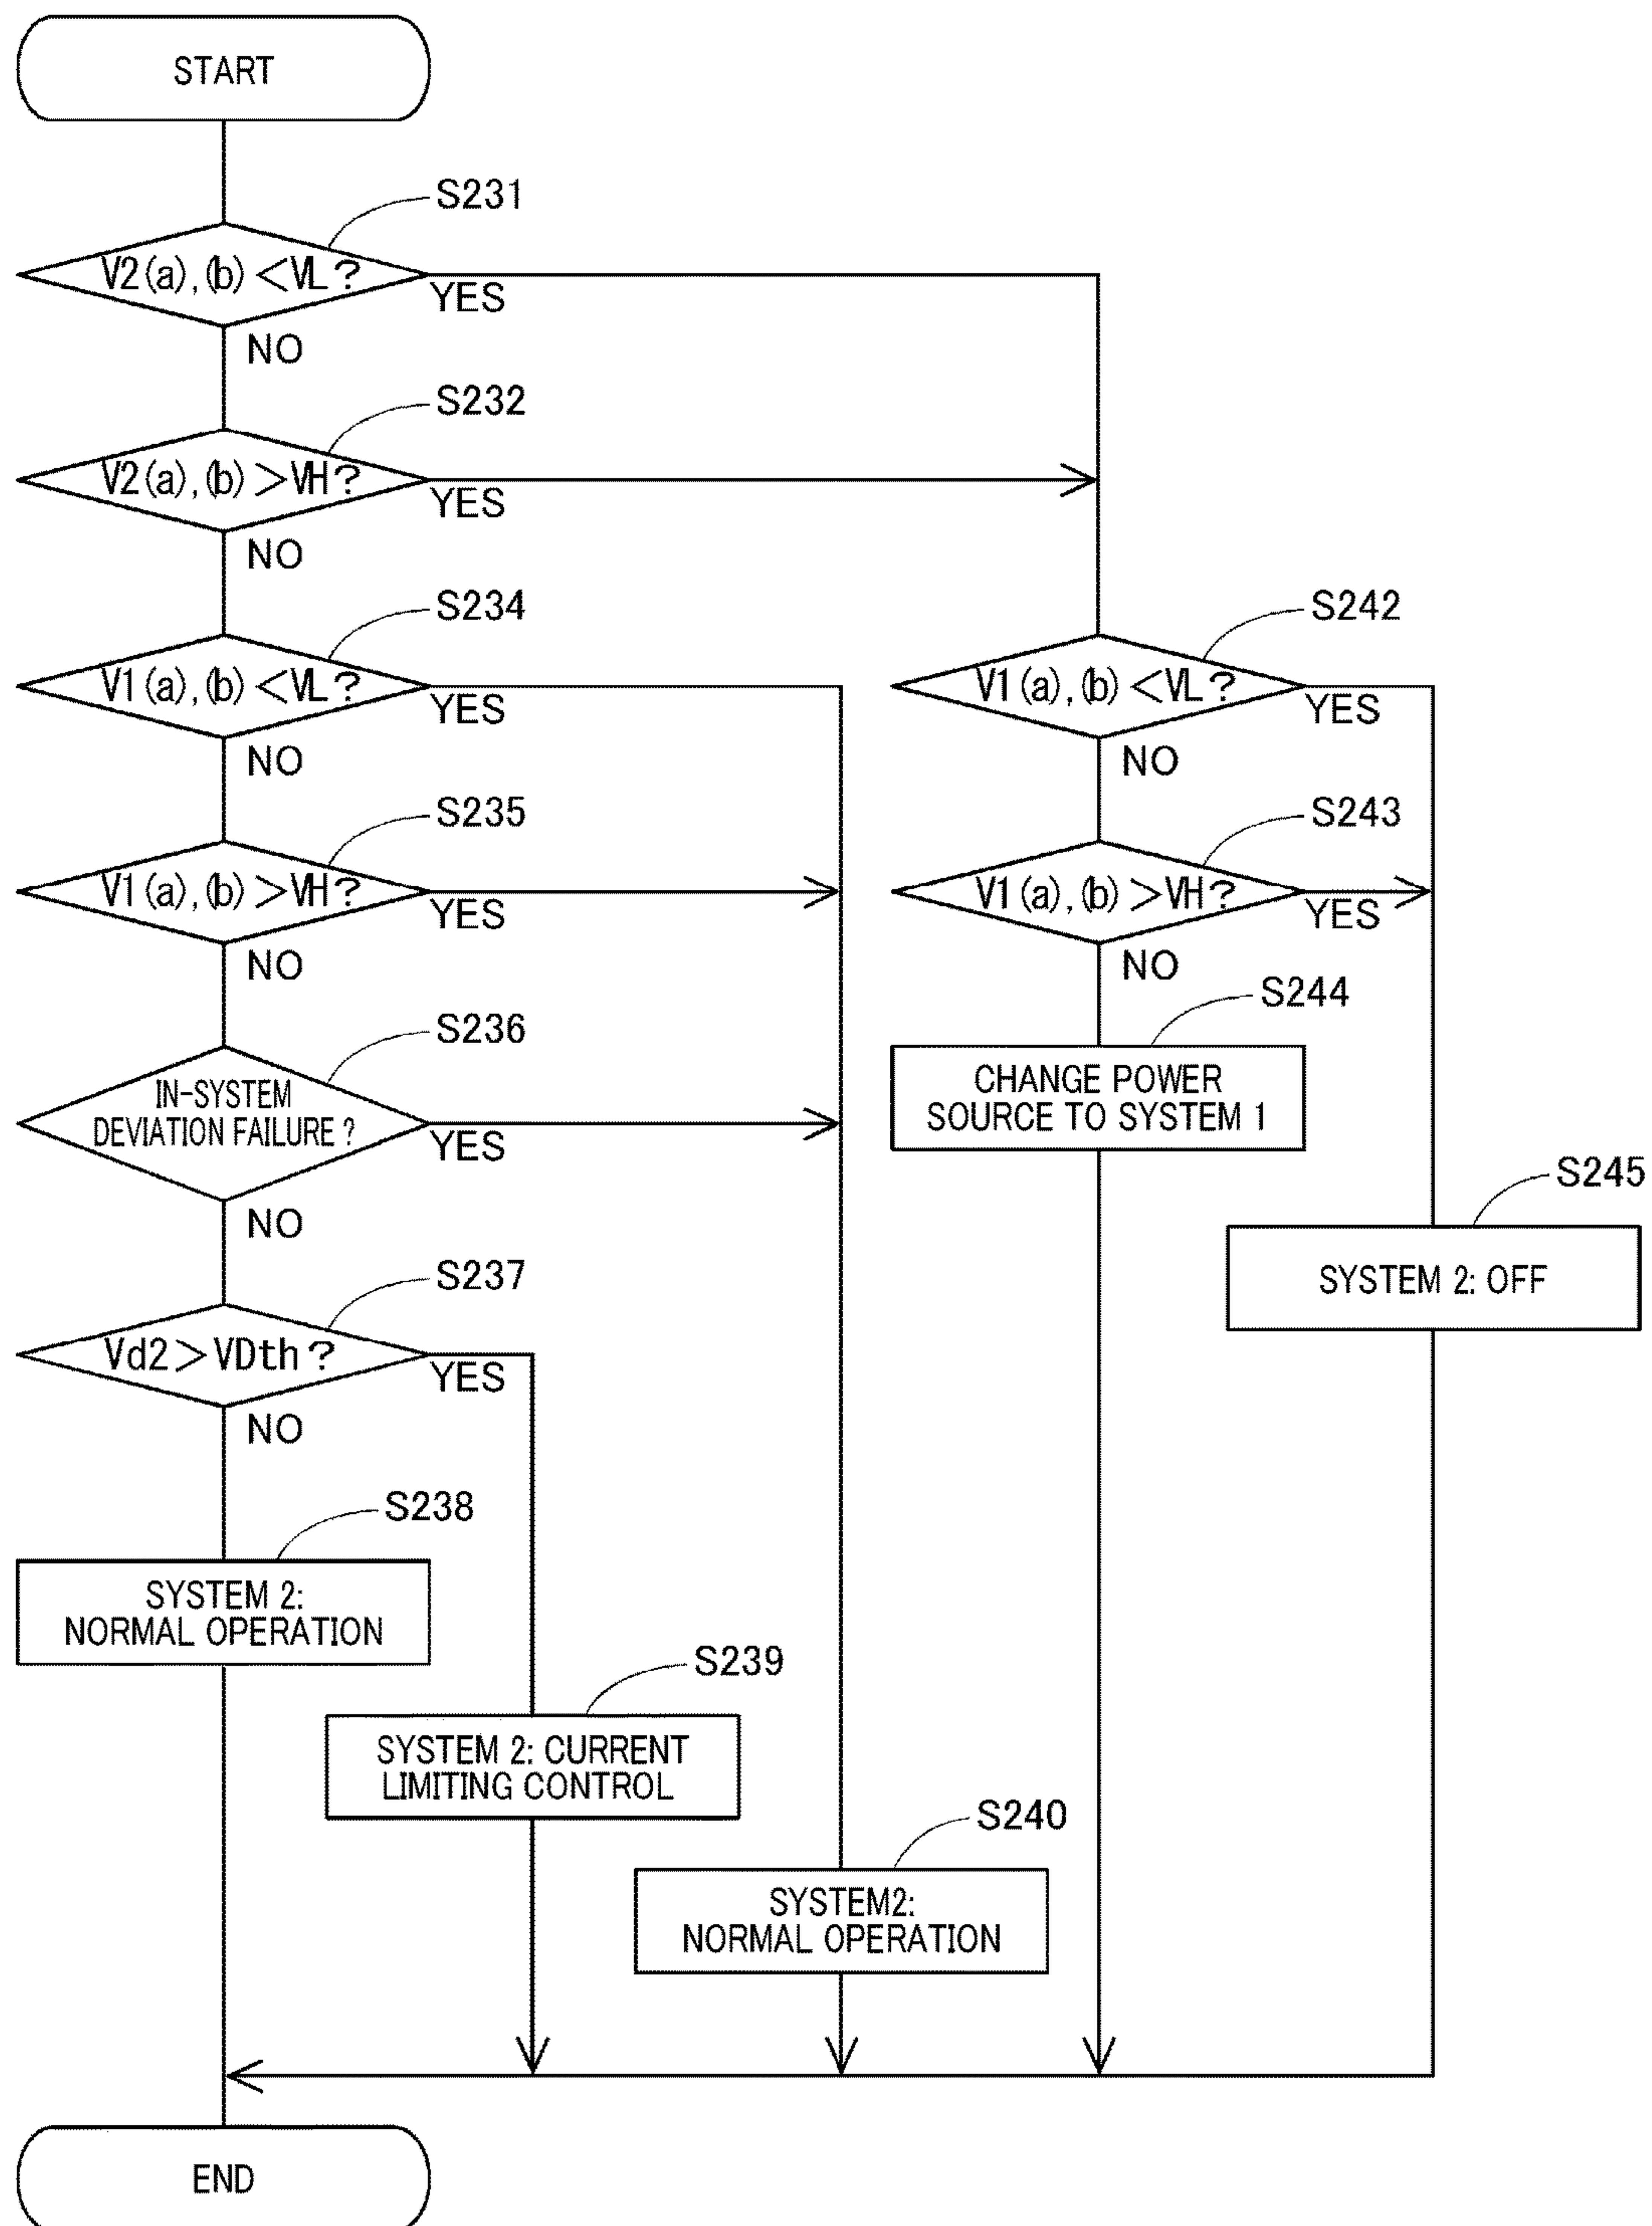 START
S231
V2(a),(b)<VL?
YES
NO
S232
V2(a),(b)>VH?
YES
NO
S234
V1(a),(b)<VL?
YES
NO
S242
V1(a),(b)<VL?
YES
NO
S235
V1(a),(b)>VH?
YES
NO
S243
V1(a),(b)>VH?
YES
NO
S236
IN-SYSTEM
DEVIATION FAILURE?
YES
NO
S244
CHANGE POWER
SOURCE TO SYSTEM 1
S245
SYSTEM 2: OFF
S237
Vd2>VDth?
YES
NO
S238
SYSTEM 2:
NORMAL OPERATION
S239
SYSTEM 2: CURRENT
LIMITING CONTROL
S240
SYSTEM2:
NORMAL OPERATION
END